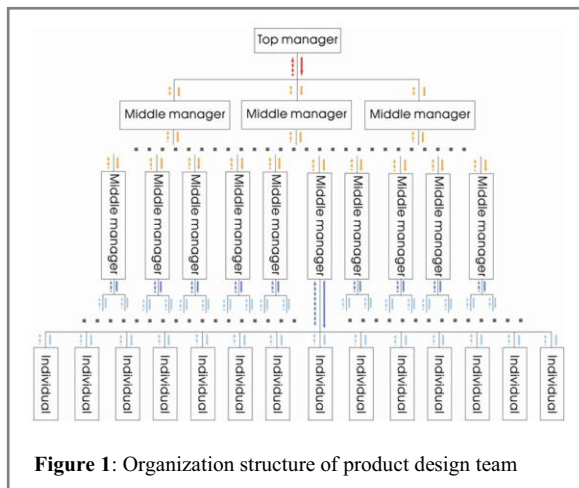 Top manager
Middle manager
Middle manager
Middle manager
Middle manager
Middle manager
Middle manager
Middle manager
Middle manager
Middle manager
Middle manager
Middle manager
Middle manager
Middle manager
Individual
Individual
Individual
Individual
Individual
Individual
Individual
Individual
Individual
Individual
Individual
Individual
Individual
Individual
Figure 1: Organization structure of product design team